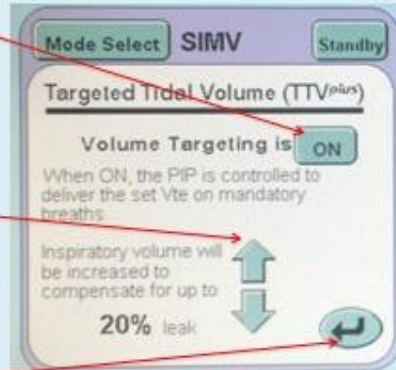 Mode Select SIMV Standby
Targeted Tidal Volume (TTVplus)
Volume Targeting is ON
When ON, the PIP is controlled to
deliver the set Vte on mandatory
breaths
Inspiratory volume will
be increased to
compensate for up to
20% leak